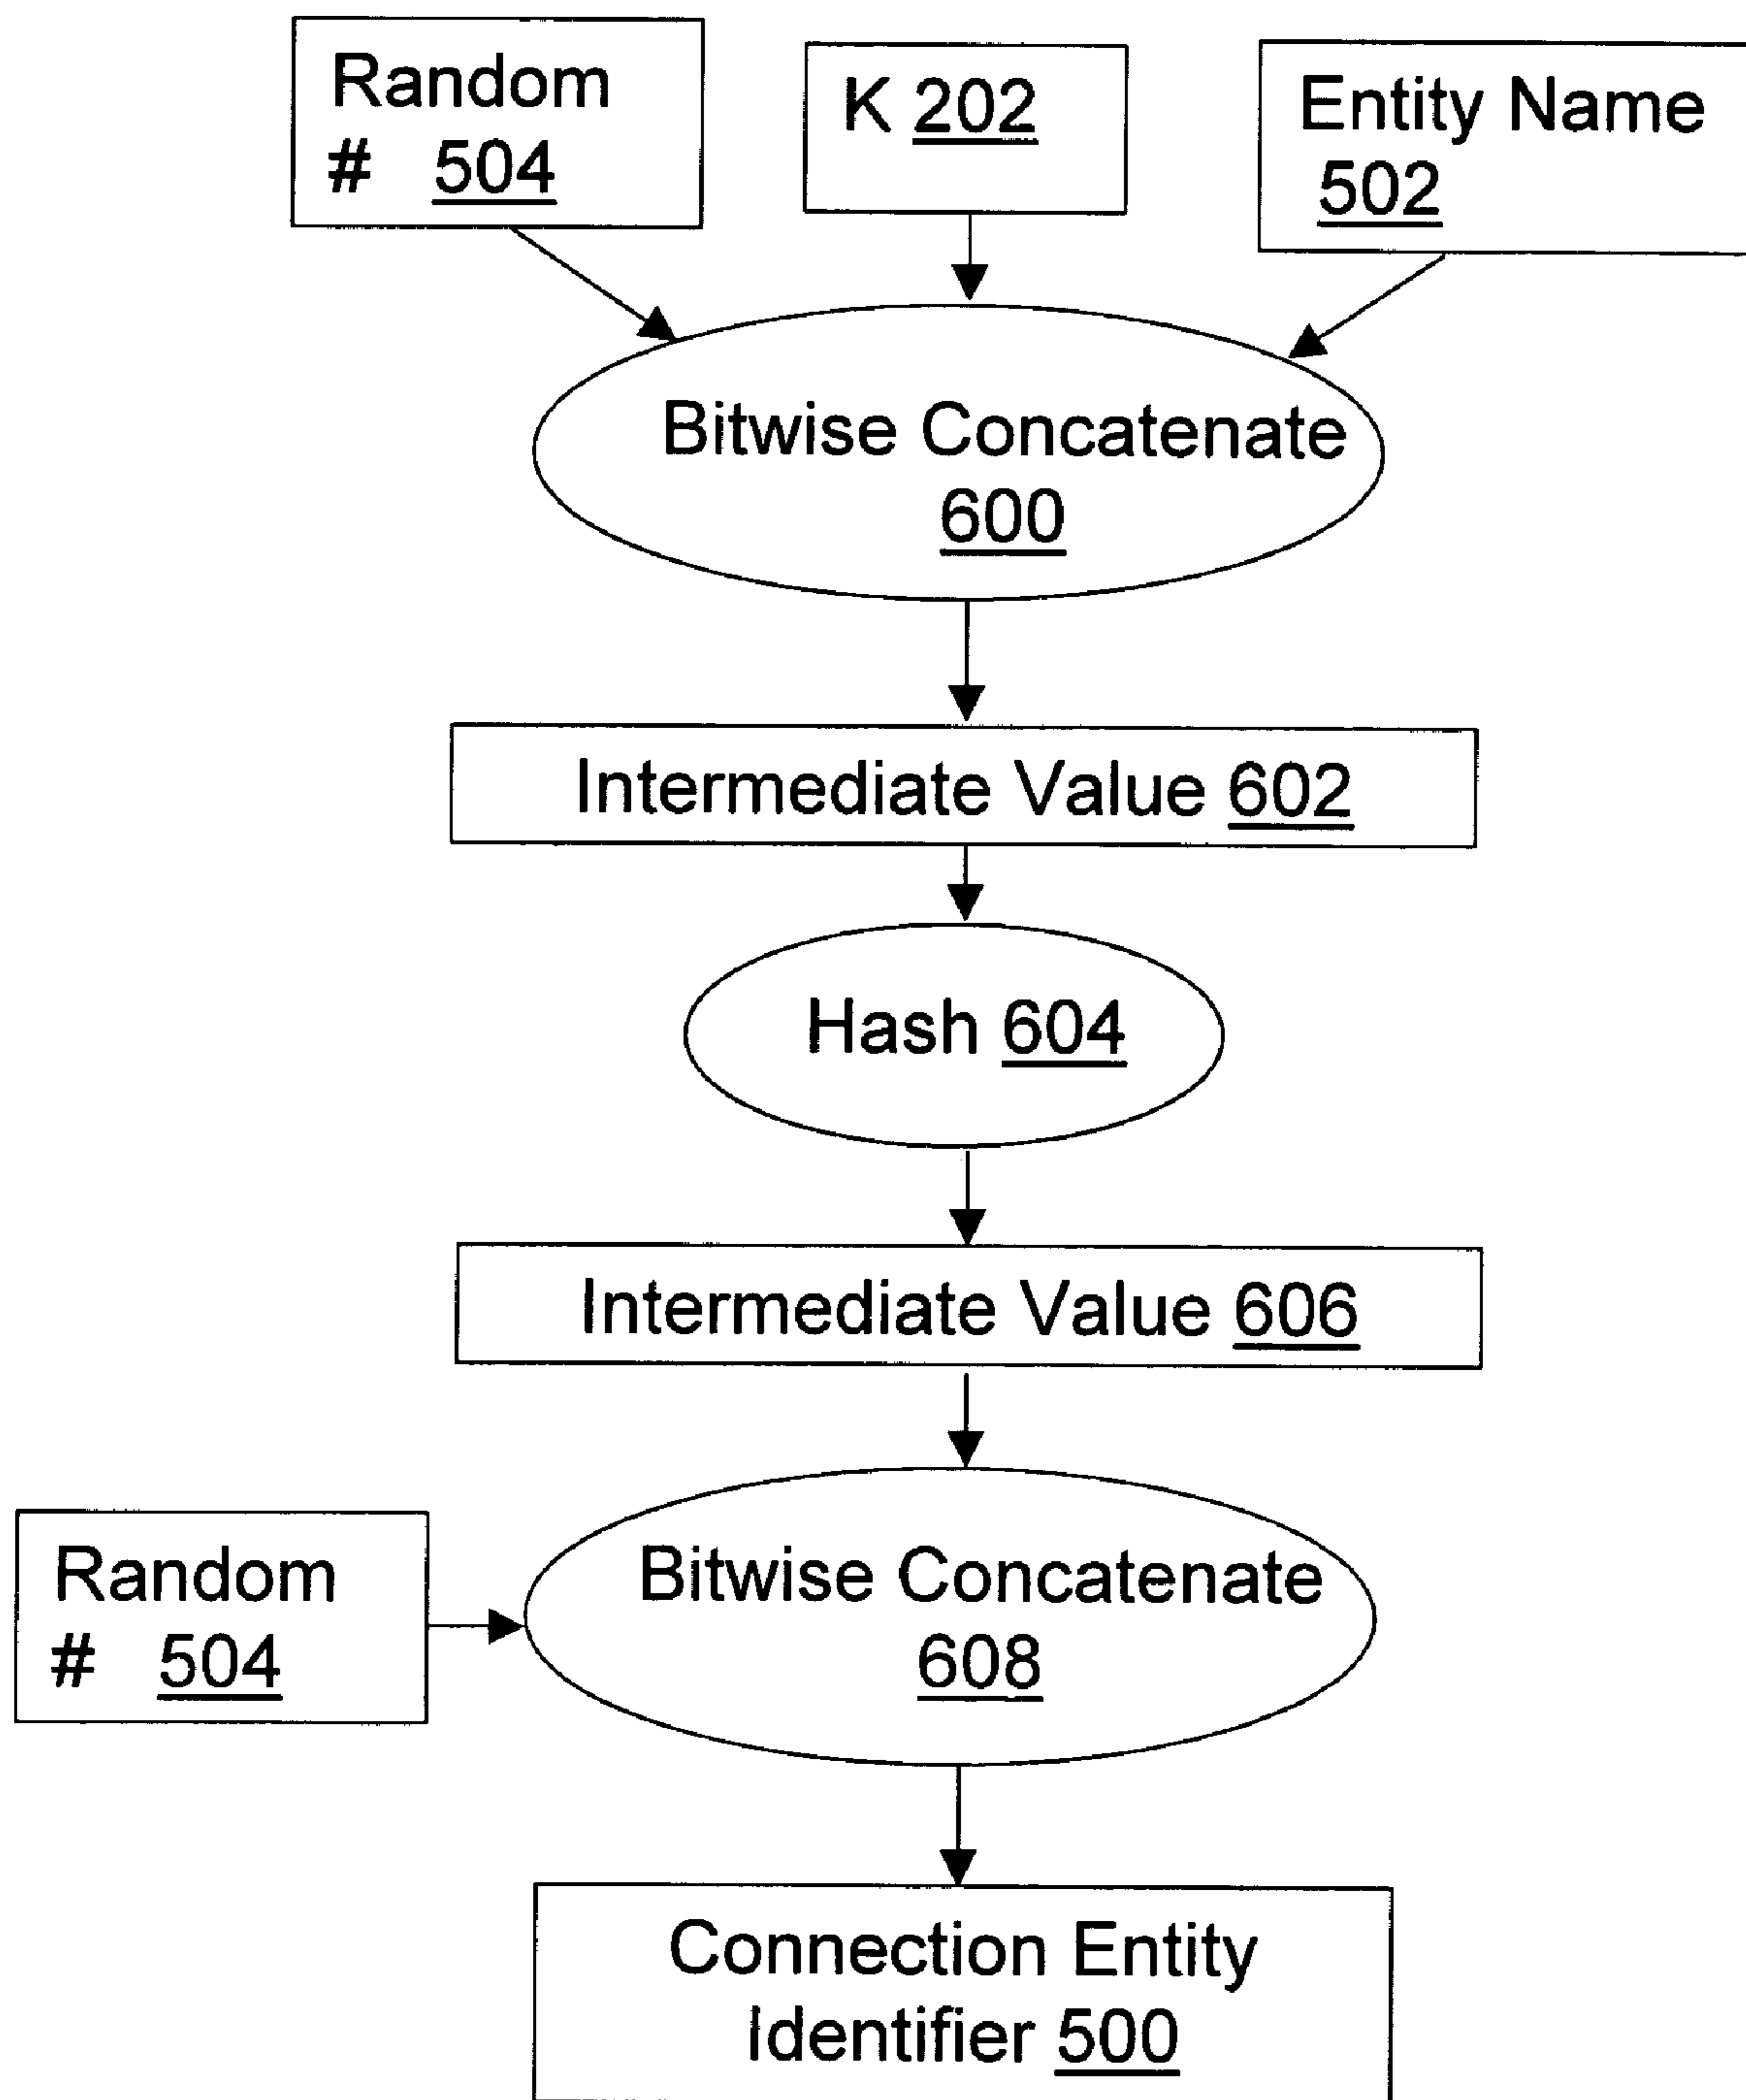 Random
# 504
K 202
Entity Name
502
Bitwise Concatenate
600
Intermediate Value 602
Hash 604
Intermediate Value 606
Random
# 504
Bitwise Concatenate
608
Connection Entity
Identifier 500